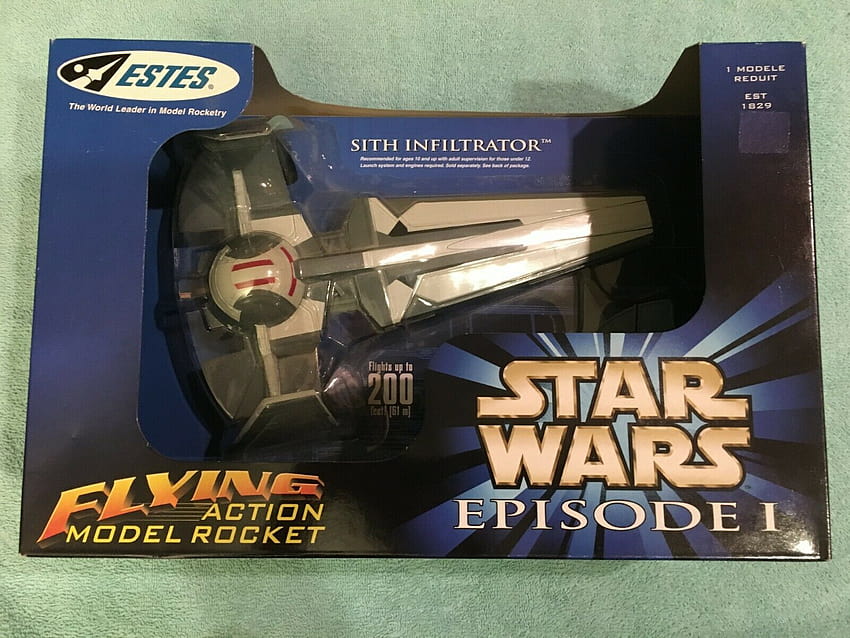 ESTES®
The World Leader in Model Rocketry
SITH INFILTRATOR™
Recommended for ages 10 and up with adult supervision for those under 12.
Launch system and engines required. Sold separately. See back of package.
1 MODELE
REDUIT
EST
1829
Flights up to
200
feet (61 m)
FLYING
ACTION
MODEL ROCKET
STAR
WARS
EPISODE I